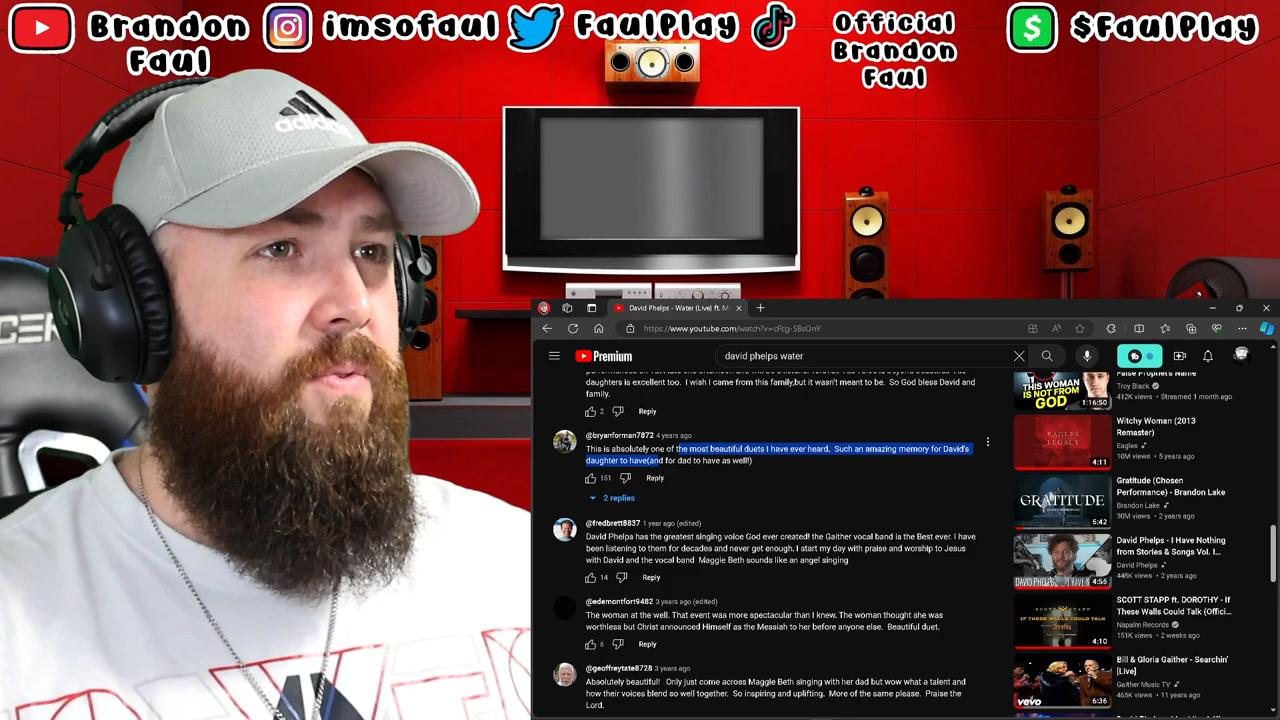 Brandon
Faul
imsofaul
FaulPlay
Official
Brandon
Faul
$FaulPlay
adidas
David Phelps - Water (Live) ft. M
https://www.youtube.com/watch?v=cPcg-SBsOnY
Premium
david phelps water
daughters is excellent too. I wish I came from this family,but it wasn't meant to be. So God bless David and
family.
2 Reply
@bryanforman7872 4 years ago
This is absolutely one of the most beautiful duets I have ever heard. Such an amazing memory for David's
daughter to have(and for dad to have as well!)
151 Reply
2 replies
@fredbrett8837 1 year ago (edited)
David Phelps has the greatest singing voice God ever created! the Gaither vocal band is the Best ever. I have
been listening to them for decades and never get enough. I start my day with praise and worship to Jesus
with David and the vocal band Maggie Beth sounds like an angel singing
14 Reply
@edemontfort9482 3 years ago (edited)
The woman at the well. That event was more spectacular than I knew. The woman thought she was
worthless but Christ announced Himself as the Messiah to her before anyone else. Beautiful duet.
6 Reply
@geoffreytate8728 3 years ago
Absolutely beautiful! Only just come across Maggie Beth singing with her dad but wow what a talent and
how their voices blend so well together. So inspiring and uplifting. More of the same please. Praise the
Lord.
THIS WOMAN
IS NOT FROM
GOD
1:16:50
False Prophet's Name
Troy Black
412K views • Streamed 1 month ago
EAGLES
LEGACY
4:11
Witchy Woman (2013
Remaster)
Eagles
10M views • 5 years ago
GRATITUDE
5:42
Gratitude (Chosen
Performance) - Brandon Lake
Brandon Lake
30M views • 2 years ago
DAVID PHELPS - I HAVE N
4:55
David Phelps - I Have Nothing
from Stories & Songs Vol. I...
David Phelps
448K views • 2 years ago
IF THESE WALLS COULD TALK
4:10
SCOTT STAPP ft. DOROTHY - If
These Walls Could Talk (Offici...
Napalm Records
151K views • 2 weeks ago
vevo
6:36
Bill & Gloria Gaither - Searchin'
[Live]
Gaither Music TV
465K views • 11 years ago